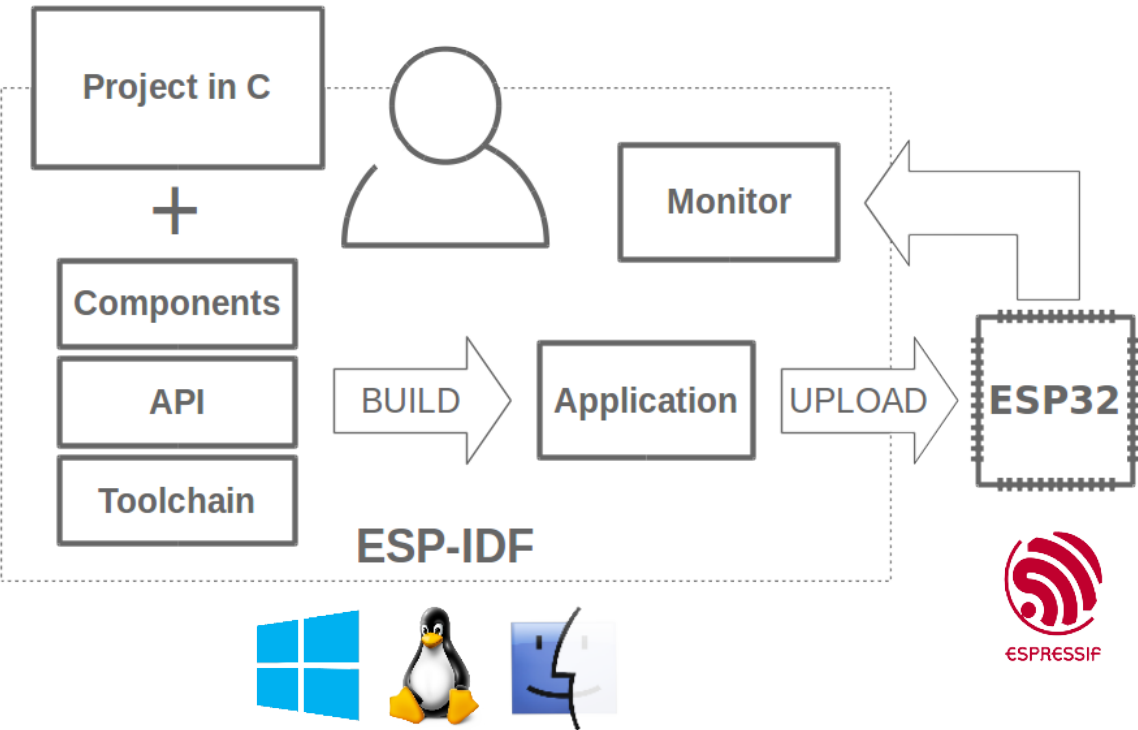 Project in C
+
Monitor
Components
API
BUILD
Application
UPLOAD
ESP32
Toolchain
ESP-IDF
ESPRESSIF